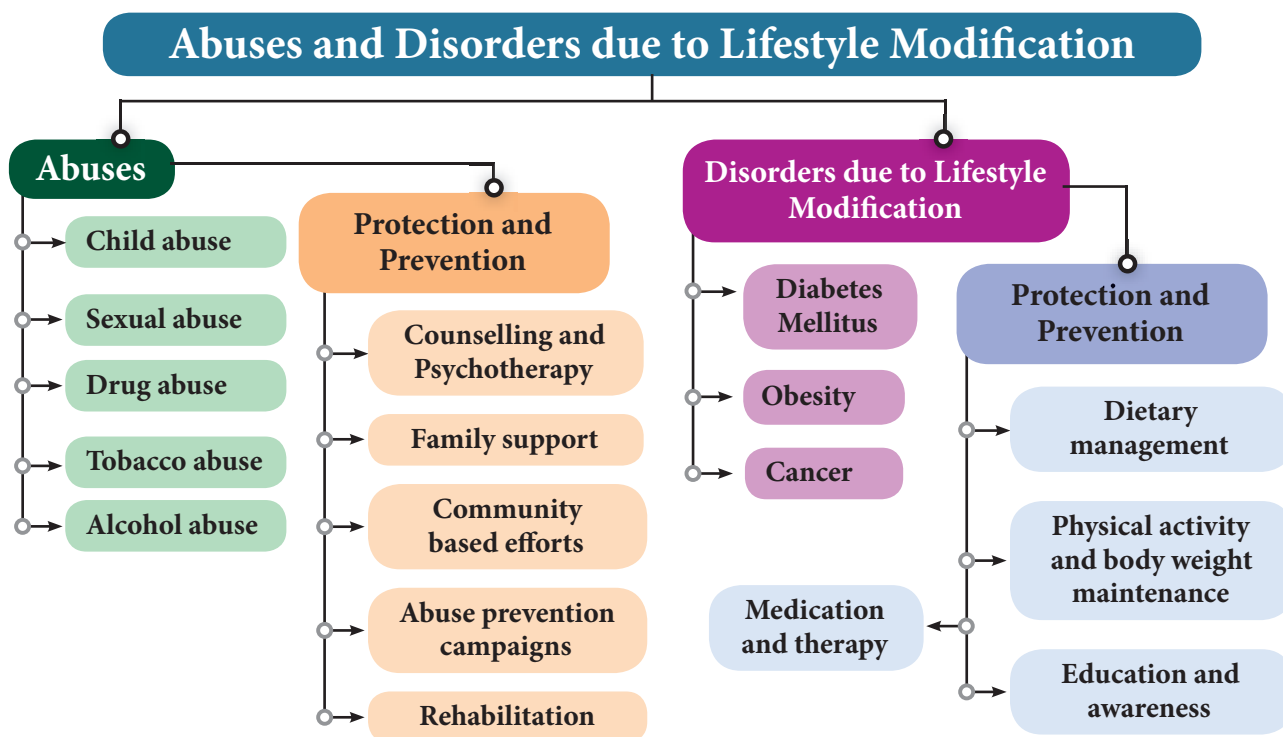 Abuses and Disorders due to Lifestyle Modification
Abuses
Child abuse
Sexual abuse
Drug abuse
Tobacco abuse
Alcohol abuse
Protection and
Prevention
Counselling and
Psychotherapy
Family support
Community
based efforts
Abuse prevention
campaigns
Rehabilitation
Disorders due to Lifestyle
Modification
Diabetes
Mellitus
Obesity
Cancer
Protection and
Prevention
Dietary
management
Physical activity
and body weight
maintenance
Medication
and therapy
Education and
awareness